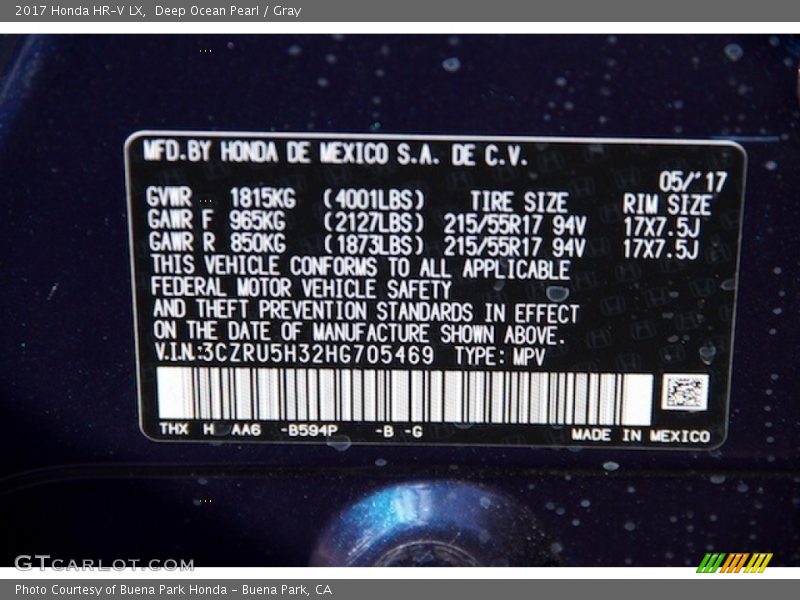 2017 Honda HR-V LX, Deep Ocean Pearl / Gray
MFD.BY HONDA DE MEXICO S.A. DE C.V.
05/'17
GVWR 1815KG (4001LBS) TIRE SIZE RIM SIZE
GAWR F 965KG (2127LBS) 215/55R17 94V 17X7.5J
GAWR R 850KG (1873LBS) 215/55R17 94V 17X7.5J
THIS VEHICLE CONFORMS TO ALL APPLICABLE
FEDERAL MOTOR VEHICLE SAFETY
AND THEFT PREVENTION STANDARDS IN EFFECT
ON THE DATE OF MANUFACTURE SHOWN ABOVE.
V.I.N.:3CZRU5H32HG705469 TYPE: MPV
THX H AA6 -B594P -B -G
MADE IN MEXICO
GTCARLOT.COM
Photo Courtesy of Buena Park Honda - Buena Park, CA